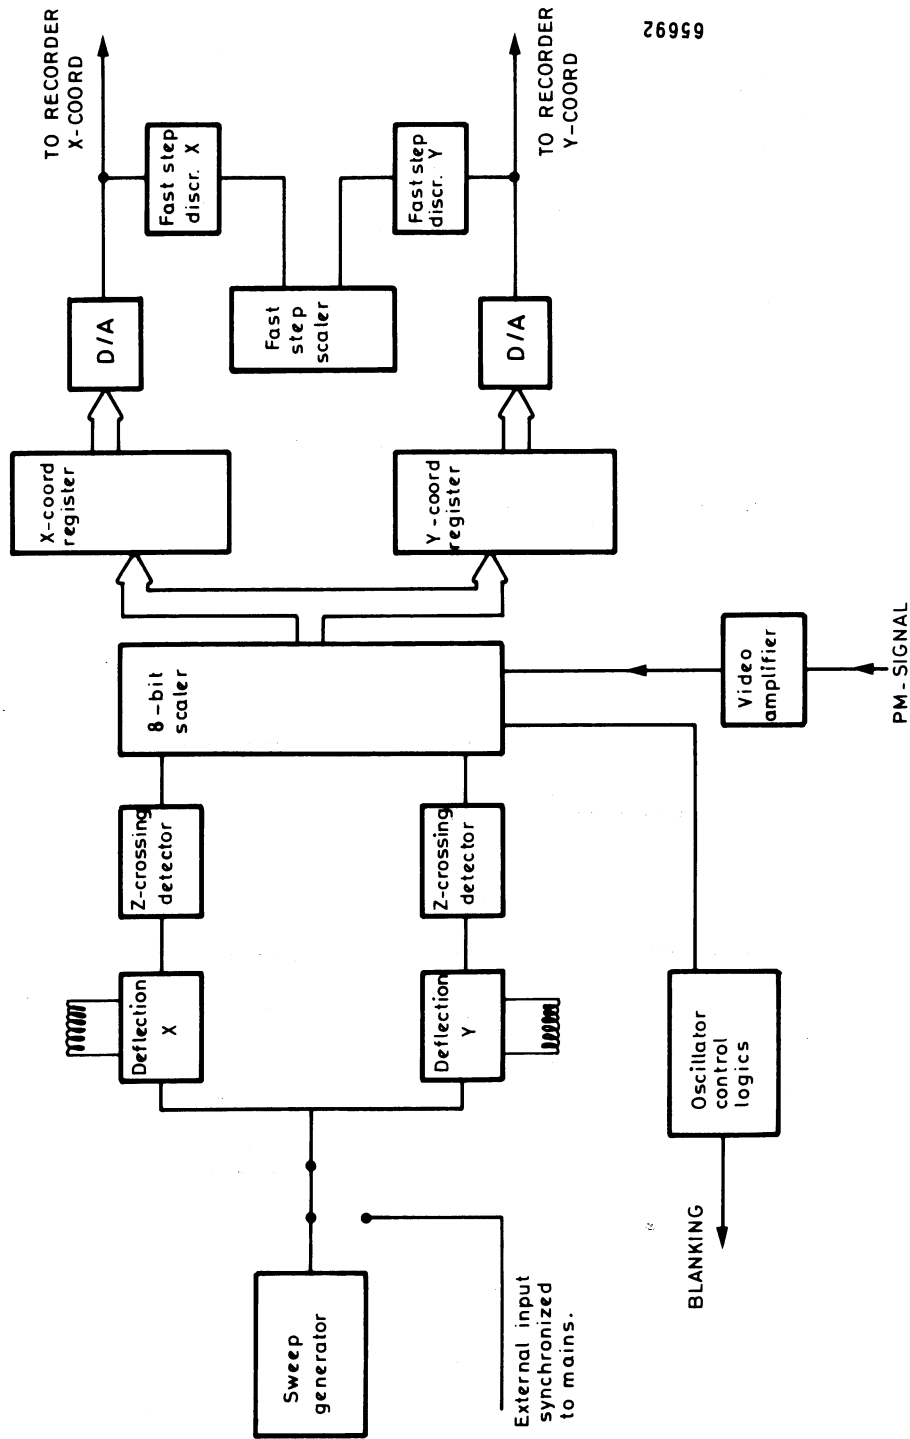 Sweep
generator
External input
synchronized
to mains.
Deflection
X
Deflection
Y
Z-crossing
detector
Z-crossing
detector
8-bit
scaler
Oscillator
control
logics
BLANKING
Video
amplifier
PM-SIGNAL
X-coord
register
Y-coord
register
D/A
D/A
Fast
step
scaler
Fast step
discr. X
Fast step
discr. Y
TO RECORDER
X-COORD
TO RECORDER
Y-COORD
65692